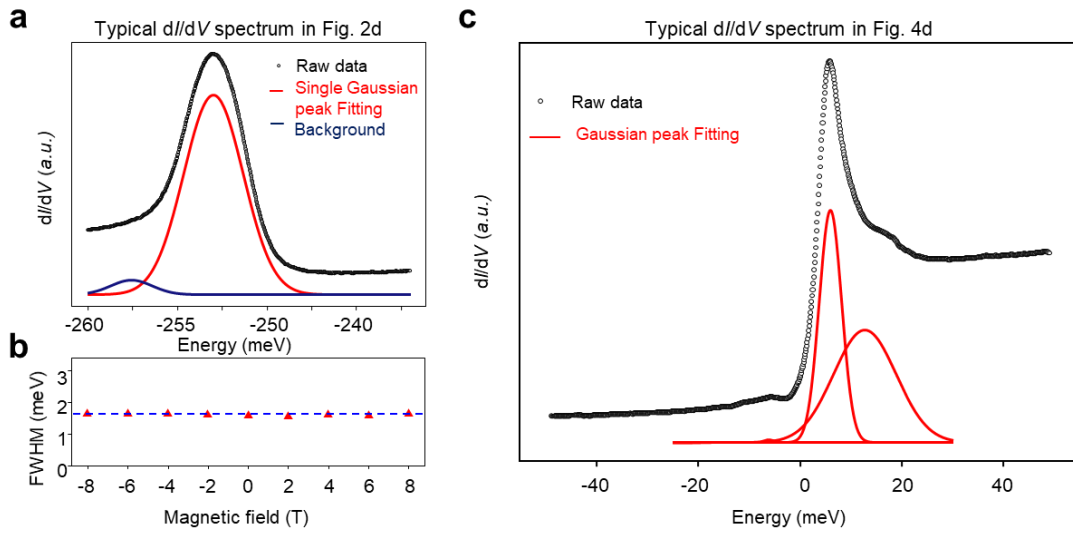 a
Typical dI/dV spectrum in Fig. 2d
Raw data
Single Gaussian
peak Fitting
Background
dI/dV (a.u.)
-260 -255 -250 -240
Energy (meV)
b
3
2
1
0
FWHM (meV)
-8 -6 -4 -2 0 2 4 6 8
Magnetic field (T)
c
Typical dI/dV spectrum in Fig. 4d
Raw data
Gaussian peak Fitting
dI/dV (a.u.)
-40 -20 0 20 40
Energy (meV)